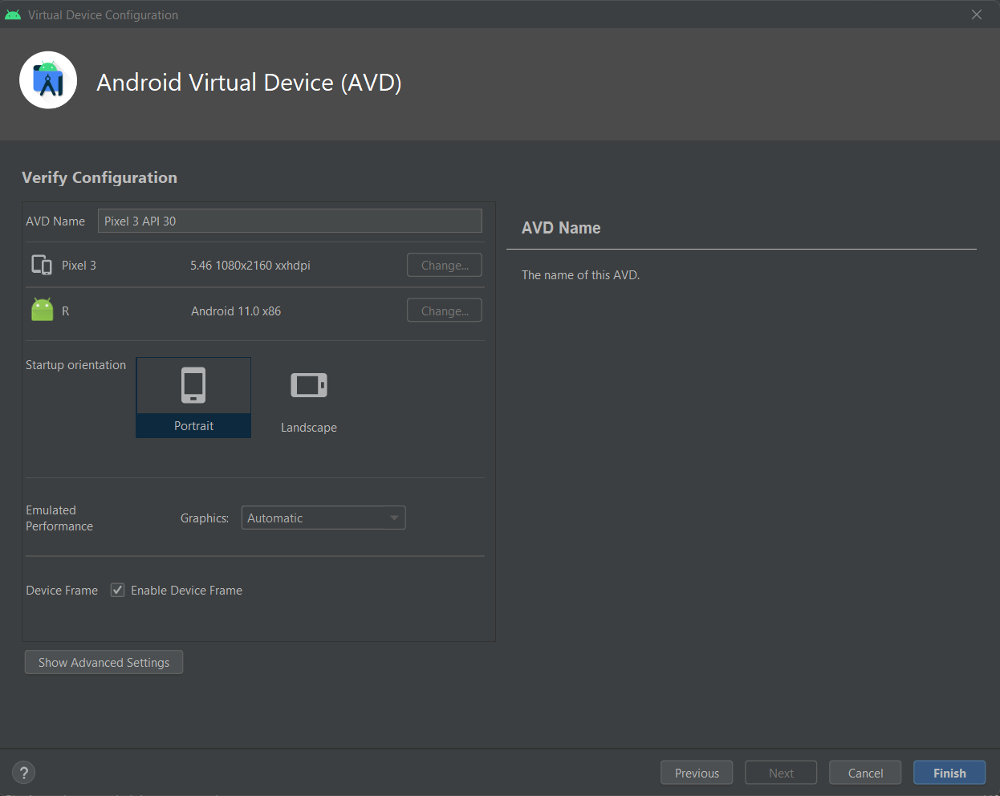 Virtual Device Configuration
Android Virtual Device (AVD)
Verify Configuration
AVD Name Pixel 3 API 30
Pixel 3 5.46 1080x2160 xxhdpi Change...
R Android 11.0 x86 Change...
Startup orientation
Portrait
Landscape
Emulated
Performance
Graphics: Automatic
Device Frame Enable Device Frame
Show Advanced Settings
AVD Name
The name of this AVD.
?
Previous Next Cancel Finish